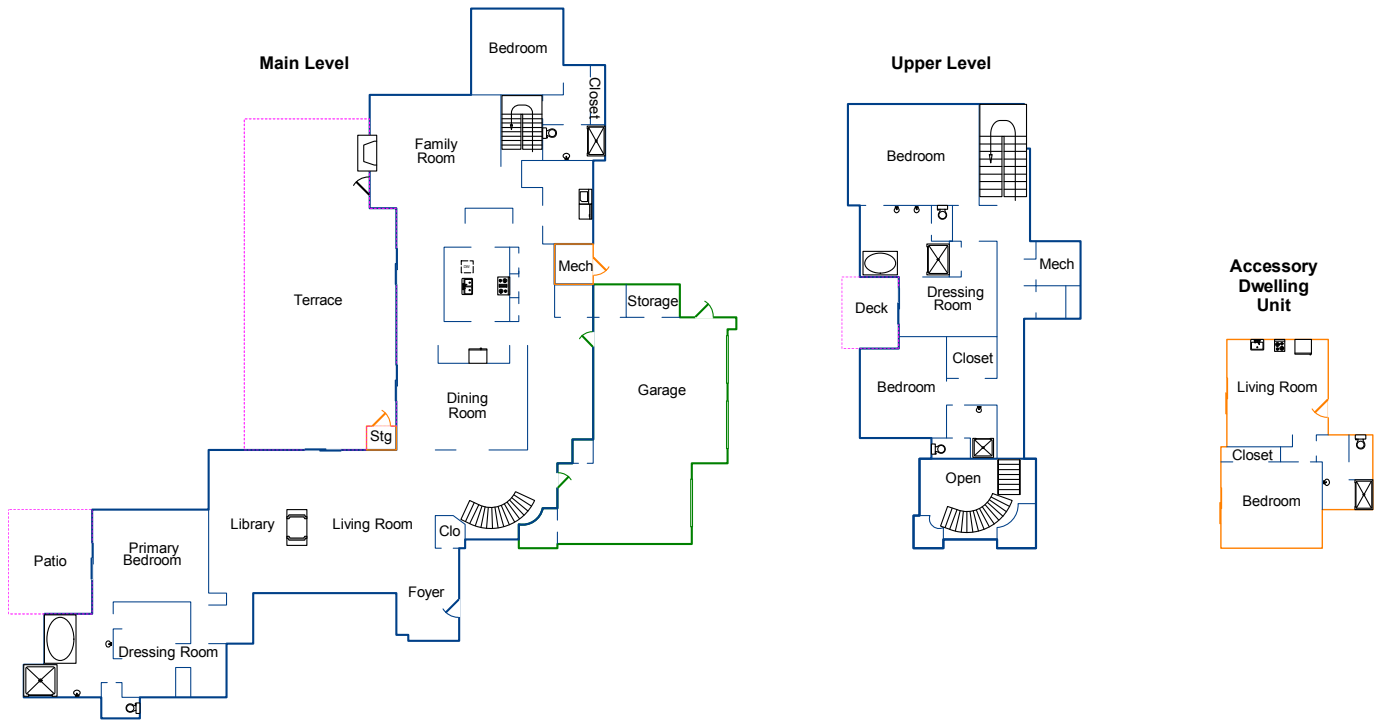 Main Level
Bedroom
Closet
Family
Room
Terrace
Mech
Storage
Garage
Dining
Room
Stg
Library
Living Room
Clo
Primary
Bedroom
Patio
Foyer
Dressing Room
Upper Level
Bedroom
Mech
Deck
Dressing
Room
Closet
Bedroom
Open
Accessory
Dwelling
Unit
Living Room
Closet
Bedroom